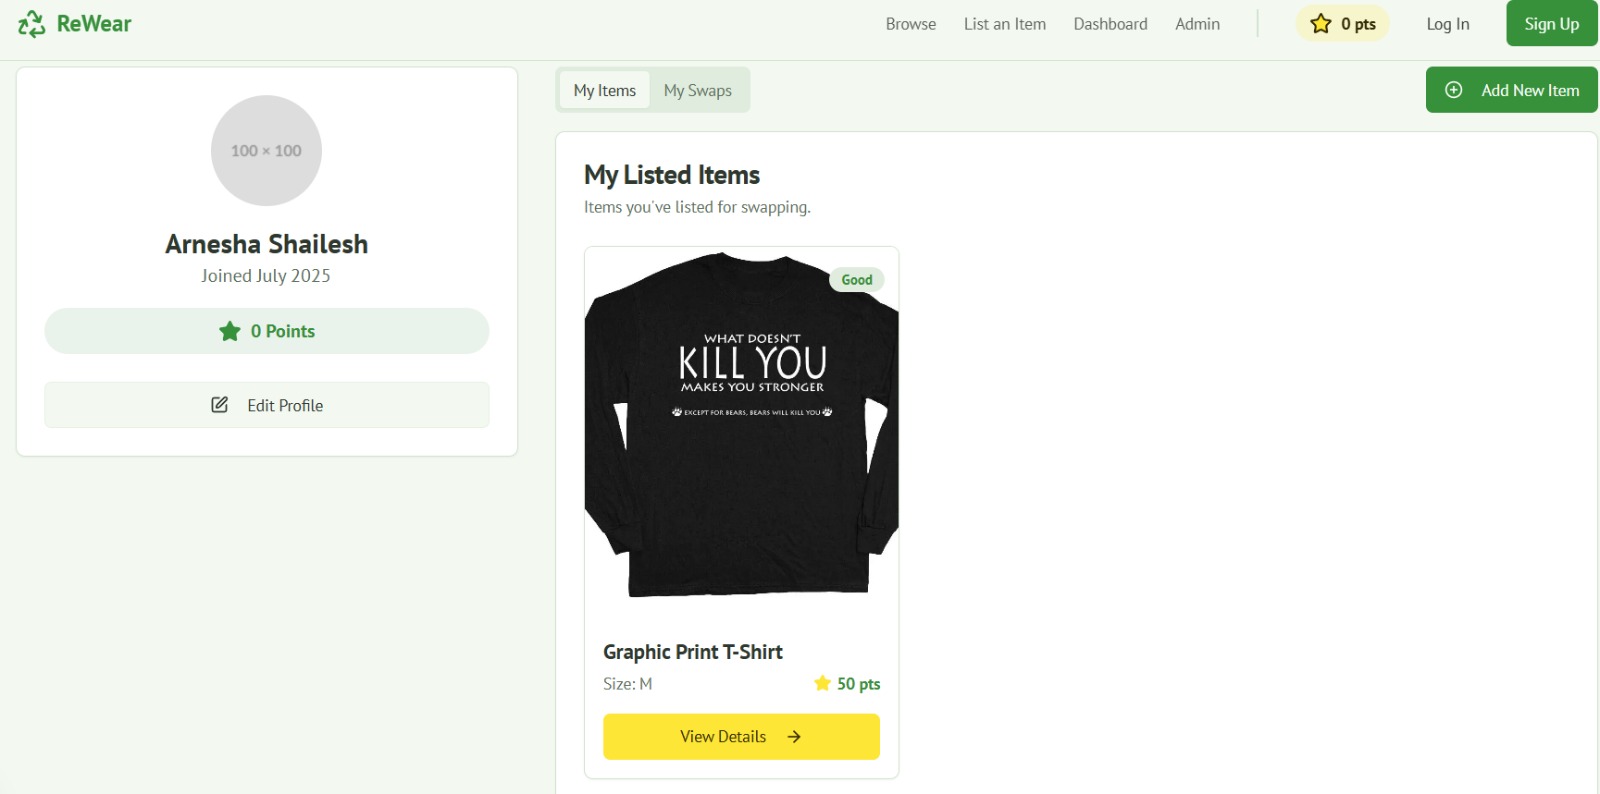 ReWear
Browse List an Item Dashboard Admin 0 pts Log In Sign Up
100 × 100
Arnesha Shailesh
Joined July 2025
0 Points
Edit Profile
My Items My Swaps
Add New Item
My Listed Items
Items you've listed for swapping.
Good
WHAT DOESN'T
KILL YOU
MAKES YOU STRONGER
EXCEPT FOR BEARS, BEARS WILL KILL YOU
Graphic Print T-Shirt
Size: M 50 pts
View Details